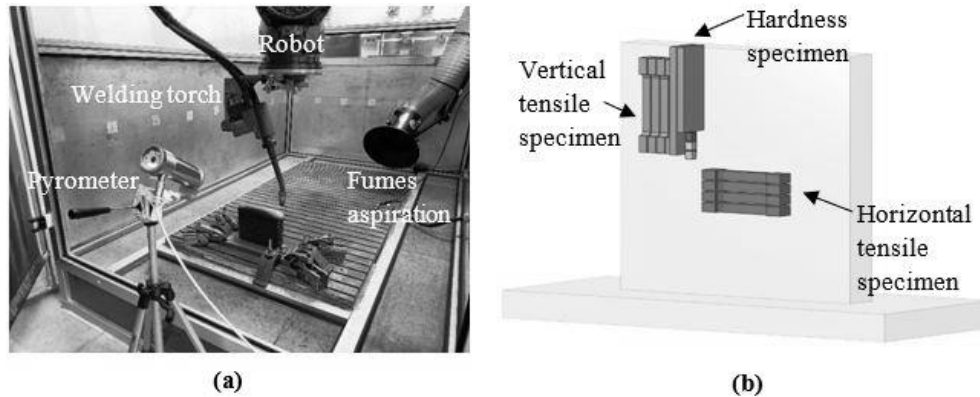 Robot
Welding torch
Pyrometer
Fumes
aspiration
(a)
Hardness
specimen
Vertical
tensile
specimen
Horizontal
tensile
specimen
(b)